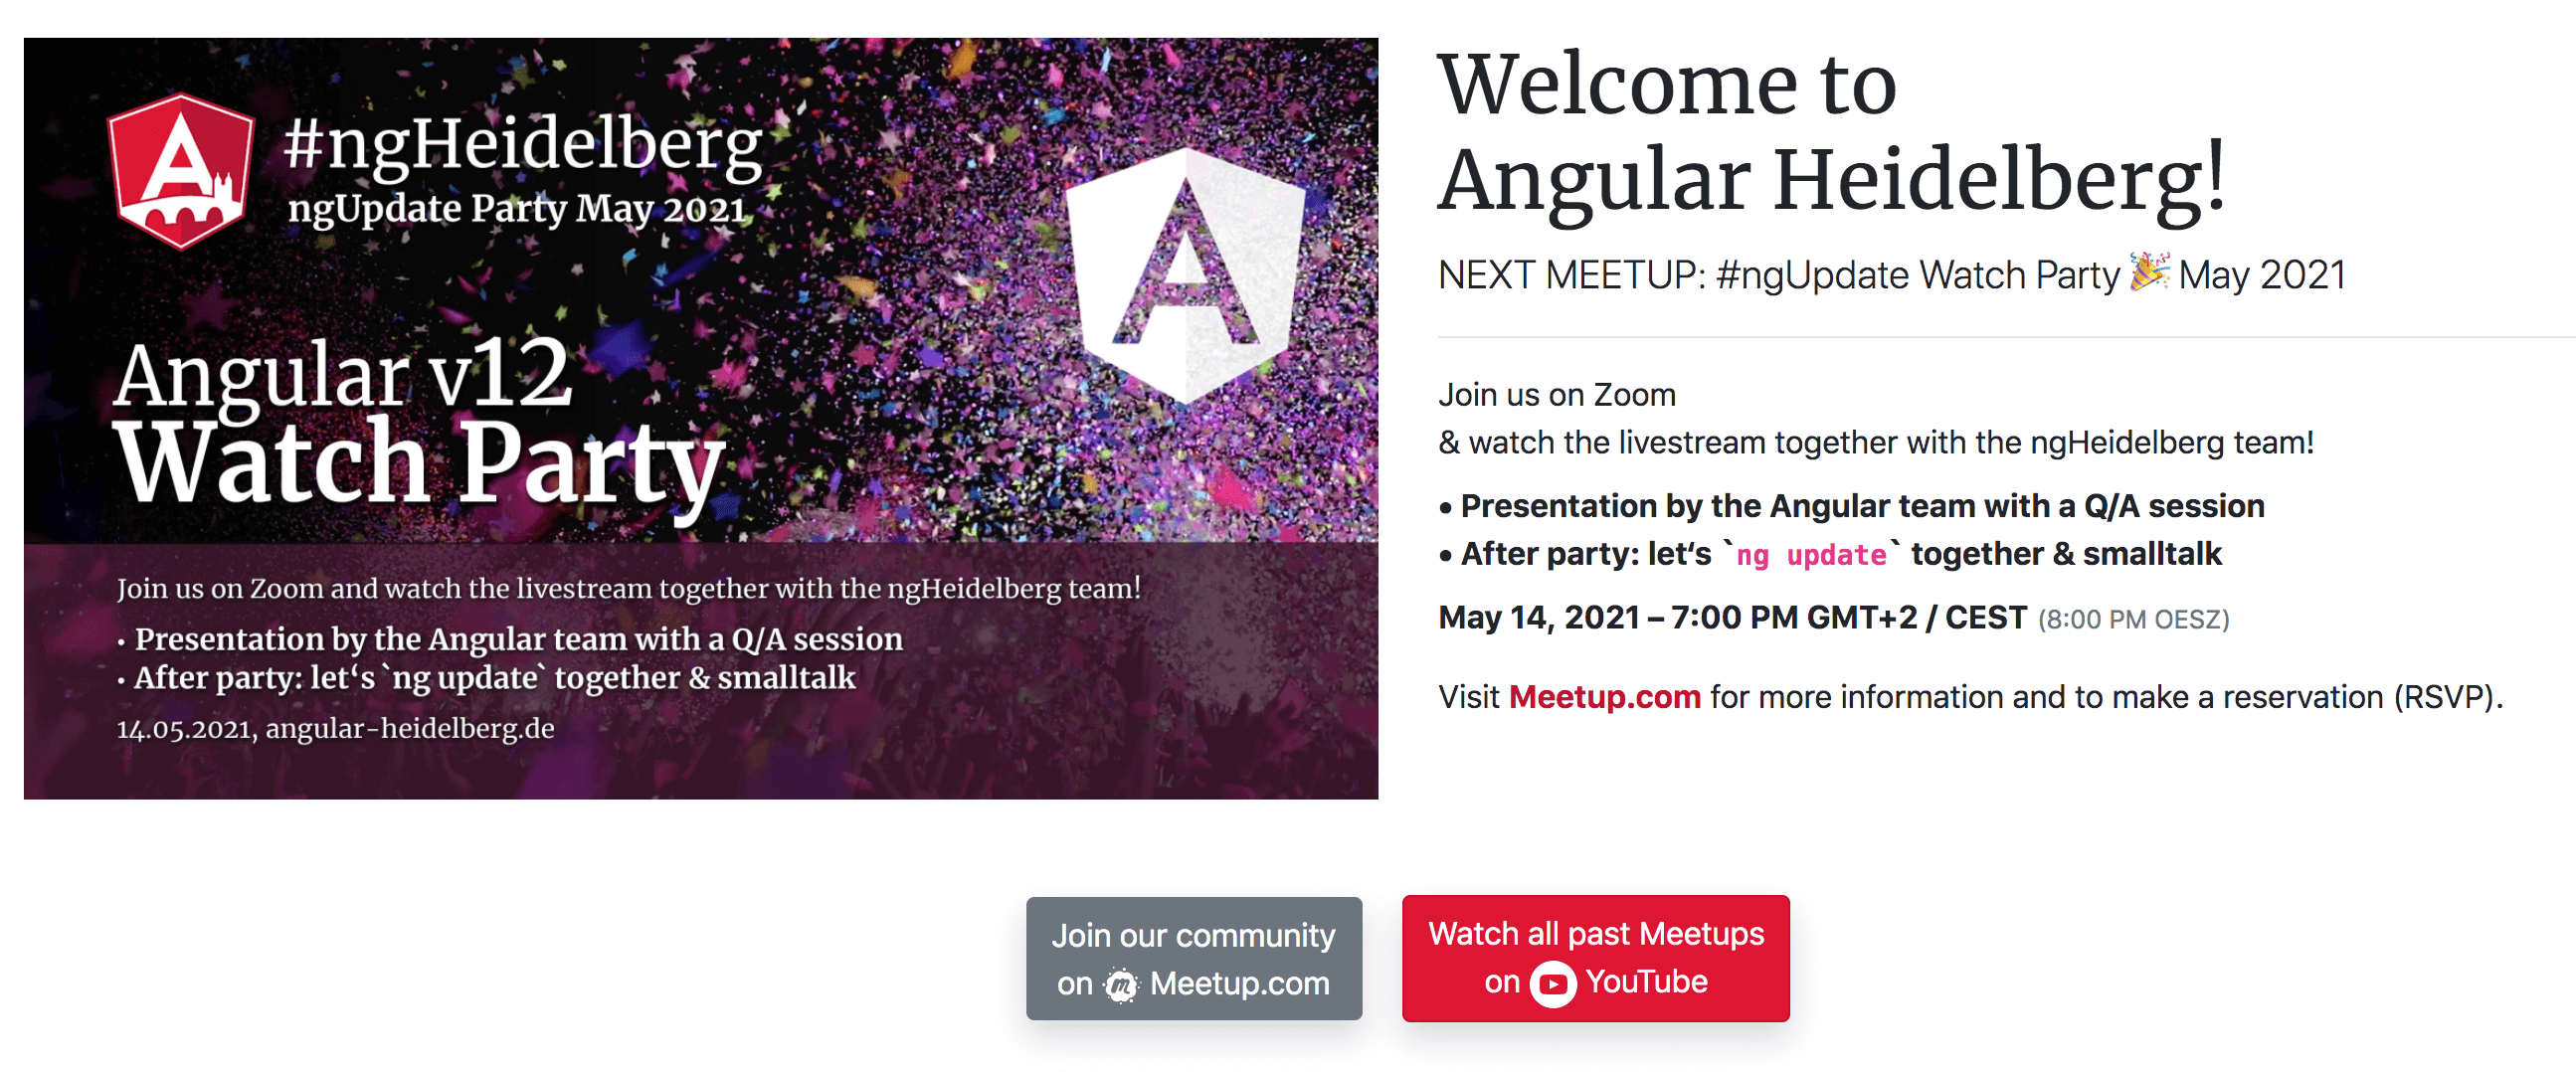 #ngHeidelberg
ngUpdate Party May 2021
Angular v12
Watch Party
Join us on Zoom and watch the livestream together with the ngHeidelberg team!
• Presentation by the Angular team with a Q/A session
• After party: let‘s `ng update` together & smalltalk
14.05.2021, angular-heidelberg.de
Welcome to
Angular Heidelberg!
NEXT MEETUP: #ngUpdate Watch Party🎉May 2021
Join us on Zoom
& watch the livestream together with the ngHeidelberg team!
• Presentation by the Angular team with a Q/A session
• After party: let‘s `ng update` together & smalltalk
May 14, 2021 – 7:00 PM GMT+2 / CEST (8:00 PM OESZ)
Visit Meetup.com for more information and to make a reservation (RSVP).
Join our community
on Meetup.com
Watch all past Meetups
on YouTube